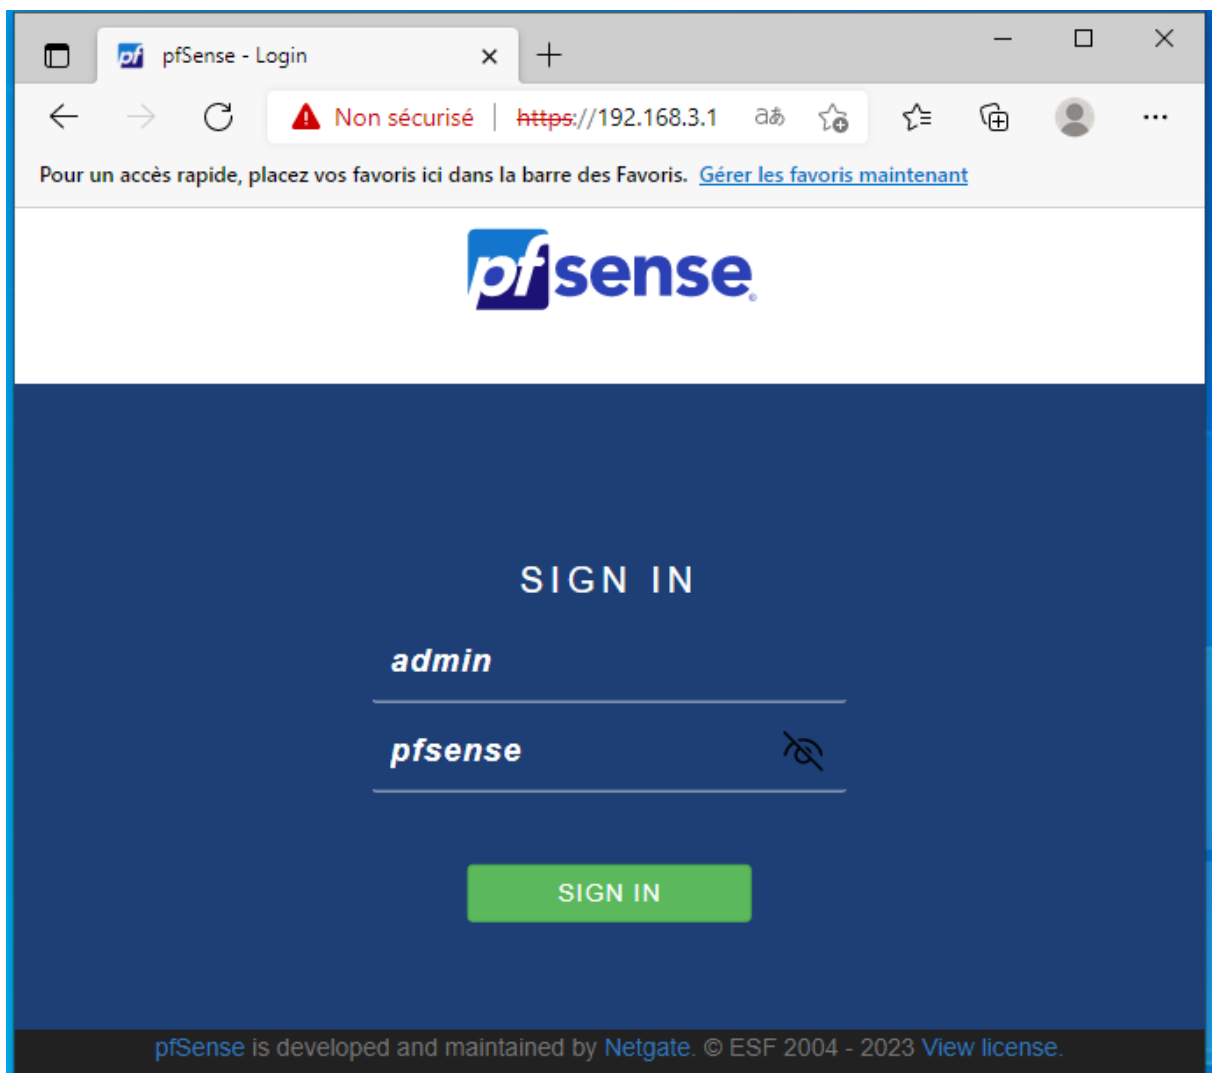 pfSense - Login
Non sécurisé | https://192.168.3.1 aあ
Pour un accès rapide, placez vos favoris ici dans la barre des Favoris. Gérer les favoris maintenant
pfsense
SIGN IN
admin
pfsense
SIGN IN
pfSense is developed and maintained by Netgate. © ESF 2004 - 2023 View license.